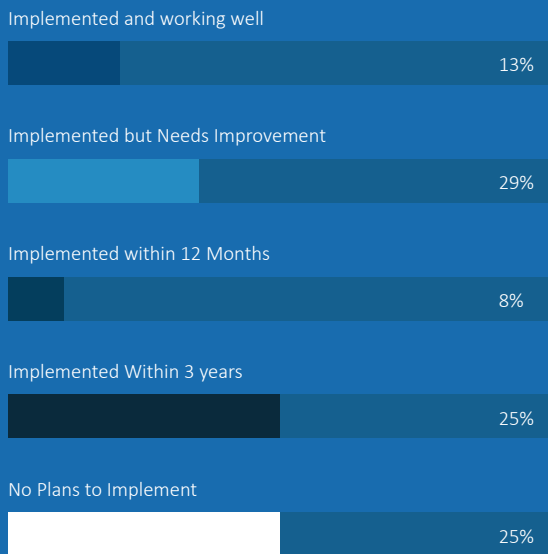 Implemented and working well
13%
Implemented but Needs Improvement
29%
Implemented within 12 Months
8%
Implemented Within 3 years
25%
No Plans to Implement
25%